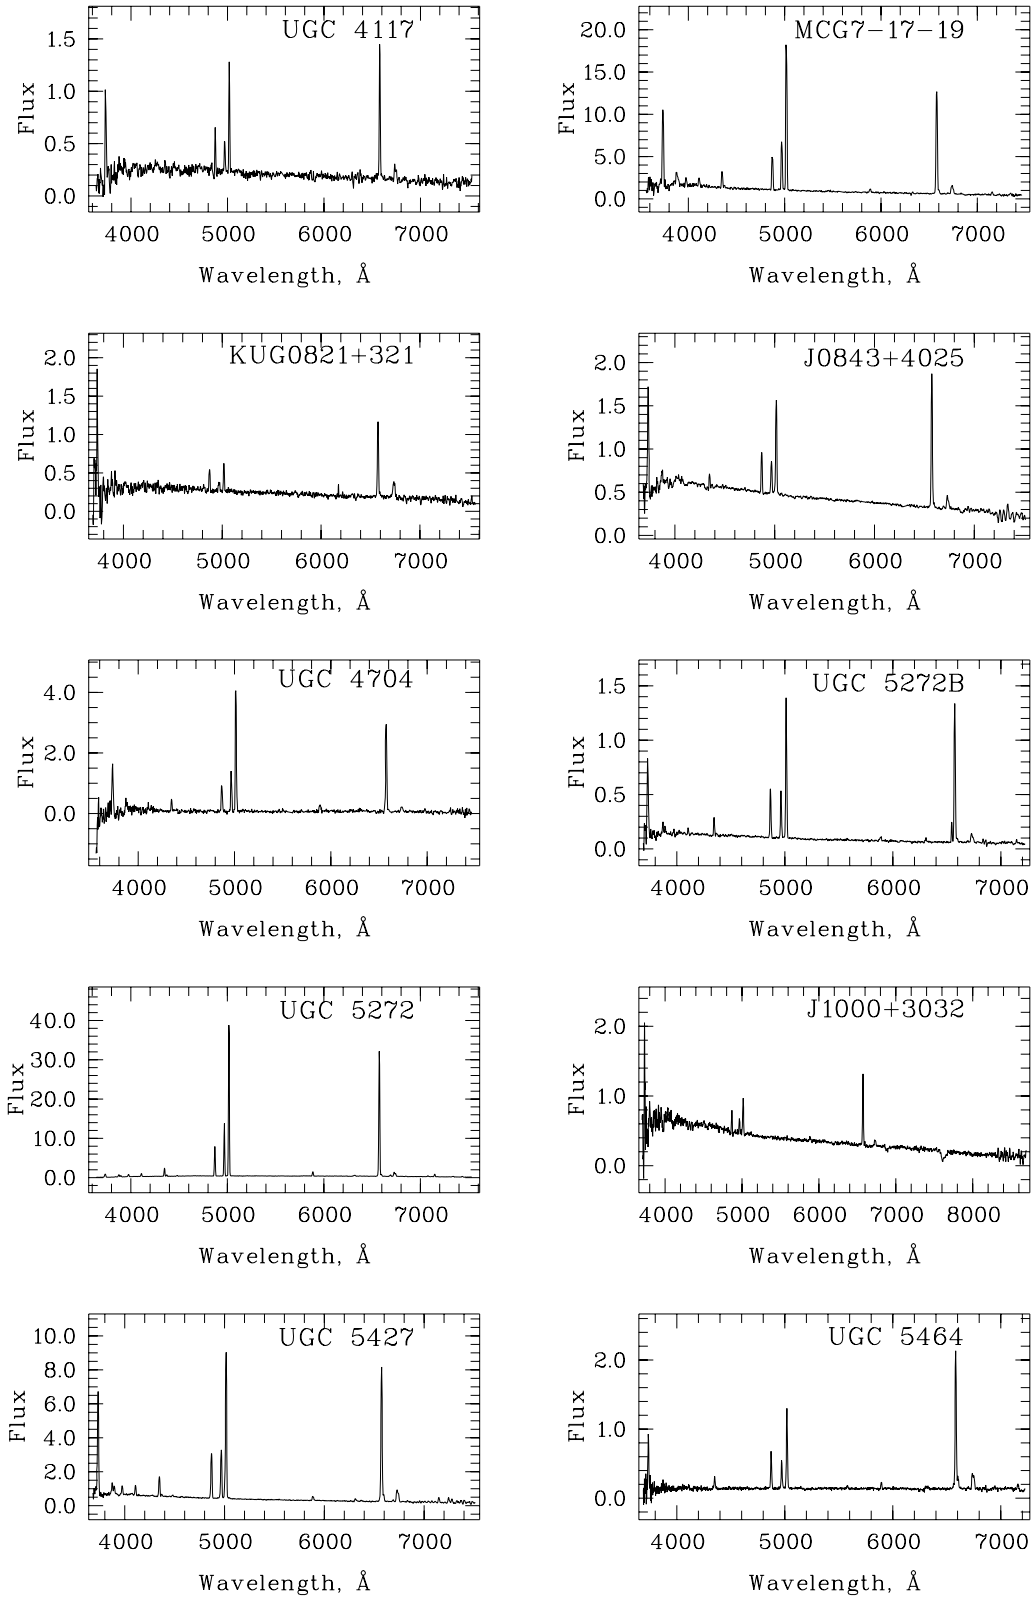 UGC 4117
Flux
1.5
1.0
0.5
0.0
4000 5000 6000 7000
Wavelength, Å
MCG7-17-19
Flux
20.0
15.0
10.0
5.0
0.0
4000 5000 6000 7000
Wavelength, Å
KUG0821+321
Flux
2.0
1.5
1.0
0.5
0.0
4000 5000 6000 7000
Wavelength, Å
J0843+4025
Flux
2.0
1.5
1.0
0.5
0.0
4000 5000 6000 7000
Wavelength, Å
UGC 4704
Flux
4.0
2.0
0.0
4000 5000 6000 7000
Wavelength, Å
UGC 5272B
Flux
1.5
1.0
0.5
0.0
4000 5000 6000 7000
Wavelength, Å
UGC 5272
Flux
40.0
30.0
20.0
10.0
0.0
4000 5000 6000 7000
Wavelength, Å
J1000+3032
Flux
2.0
1.0
0.0
4000 5000 6000 7000 8000
Wavelength, Å
UGC 5427
Flux
10.0
8.0
6.0
4.0
2.0
0.0
4000 5000 6000 7000
Wavelength, Å
UGC 5464
Flux
2.0
1.0
0.0
4000 5000 6000 7000
Wavelength, Å